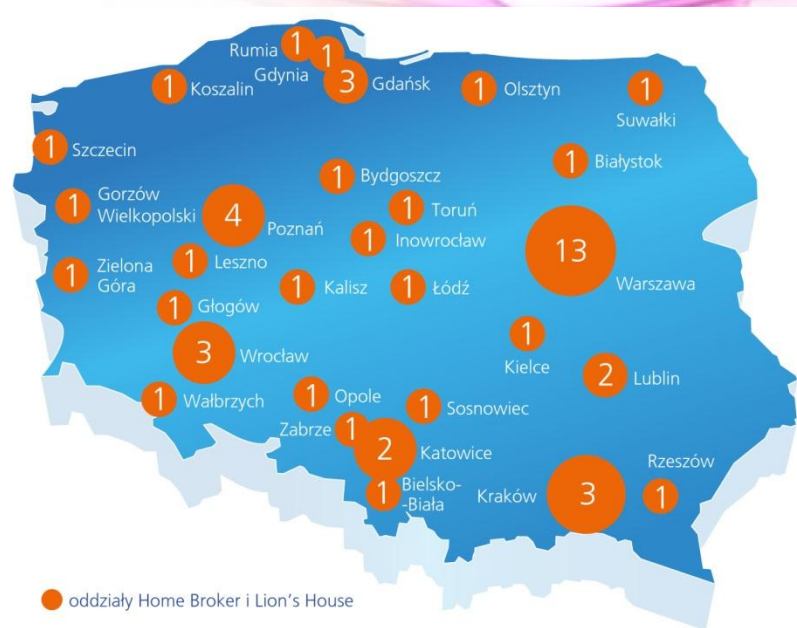 1
Rumia
1
Gdynia
3
Gdańsk
1
Koszalin
1
Olsztyn
1
Suwałki
1
Szczecin
1
Białystok
1
Bydgoszcz
1
Gorzów
Wielkopolski
4
Poznań
1
Toruń
1
Inowrocław
13
Warszawa
1
Zielona
Góra
1
Leszno
1
Kalisz
1
Łódź
1
Głogów
3
Wrocław
1
Kielce
2
Lublin
1
Wałbrzych
1
Opole
1
Sosnowiec
Zabrze
1
2
Katowice
1
Bielsko-
-Biała
Kraków
3
Rzeszów
1
oddziały Home Broker i Lion's House